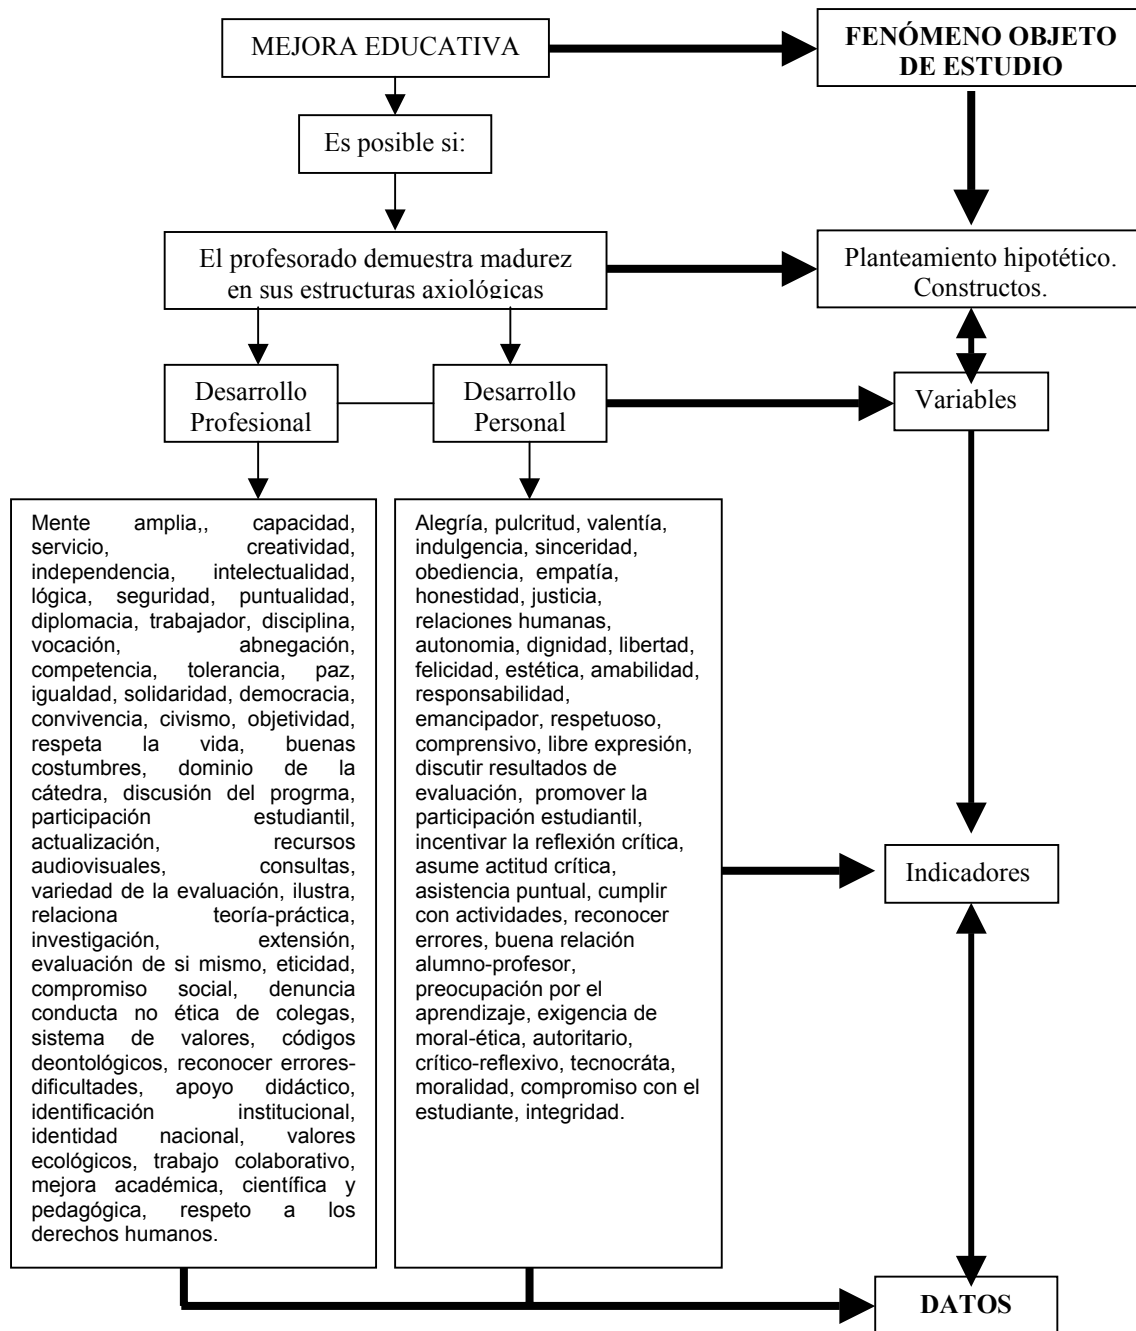 MEJORA EDUCATIVA
FENÓMENO OBJETO
DE ESTUDIO
Es posible si:
El profesorado demuestra madurez
en sus estructuras axiológicas
Planteamiento hipotético.
Constructos.
Desarrollo
Profesional
Desarrollo
Personal
Variables
Mente amplia,, capacidad,
servicio, creatividad,
independencia, intelectualidad,
lógica, seguridad, puntualidad,
diplomacia, trabajador, disciplina,
vocación, abnegación,
competencia, tolerancia, paz,
igualdad, solidaridad, democracia,
convivencia, civismo, objetividad,
respeta la vida, buenas
costumbres, dominio de la
cátedra, discusión del progrma,
participación estudiantil,
actualización, recursos
audiovisuales, consultas,
variedad de la evaluación, ilustra,
relaciona teoría-práctica,
investigación, extensión,
evaluación de si mismo, eticidad,
compromiso social, denuncia
conducta no ética de colegas,
sistema de valores, códigos
deontológicos, reconocer errores-
dificultades, apoyo didáctico,
identificación institucional,
identidad nacional, valores
ecológicos, trabajo colaborativo,
mejora académica, científica y
pedagógica, respeto a los
derechos humanos.
Alegría, pulcritud, valentía,
indulgencia, sinceridad,
obediencia, empatía,
honestidad, justicia,
relaciones humanas,
autonomia, dignidad, libertad,
felicidad, estética, amabilidad,
responsabilidad,
emancipador, respetuoso,
comprensivo, libre expresión,
discutir resultados de
evaluación, promover la
participación estudiantil,
incentivar la reflexión crítica,
asume actitud crítica,
asistencia puntual, cumplir
con actividades, reconocer
errores, buena relación
alumno-profesor,
preocupación por el
aprendizaje, exigencia de
moral-ética, autoritario,
crítico-reflexivo, tecnocráta,
moralidad, compromiso con el
estudiante, integridad.
Indicadores
DATOS